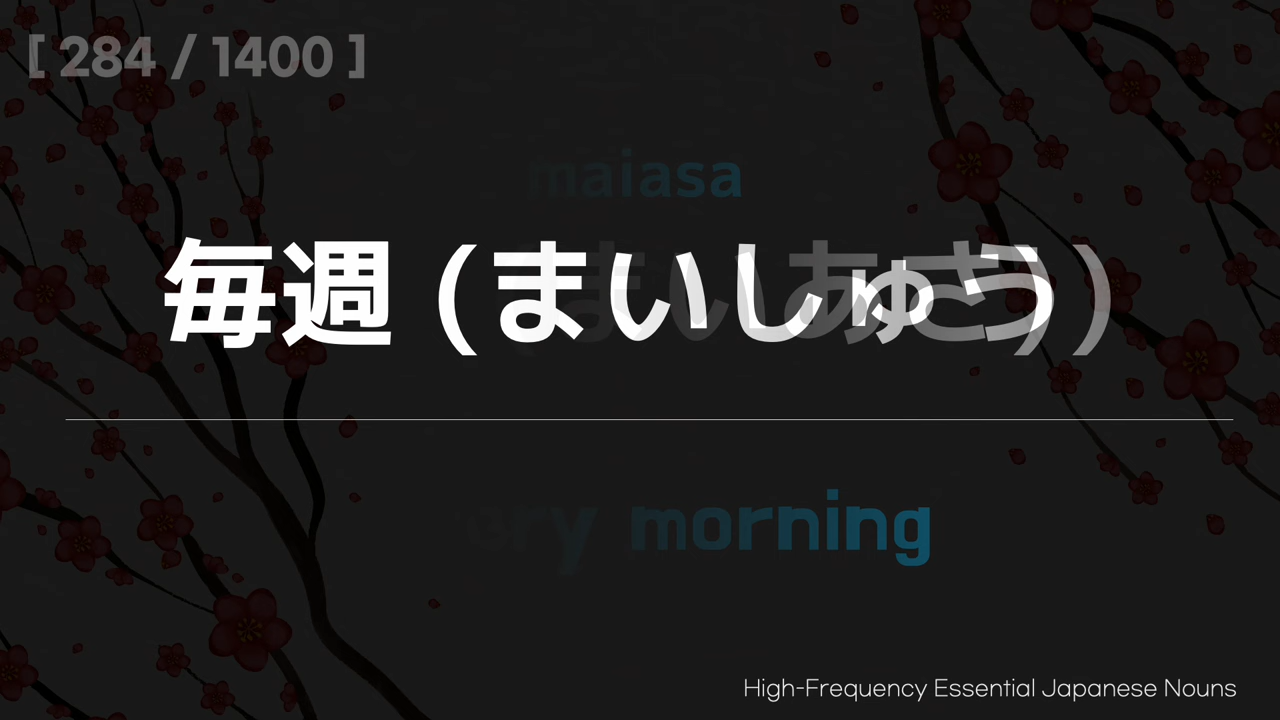 [ 284 / 1400 ]
maiasa
毎週 (まいしゅう)
morning
High-Frequency Essential Japanese Nouns